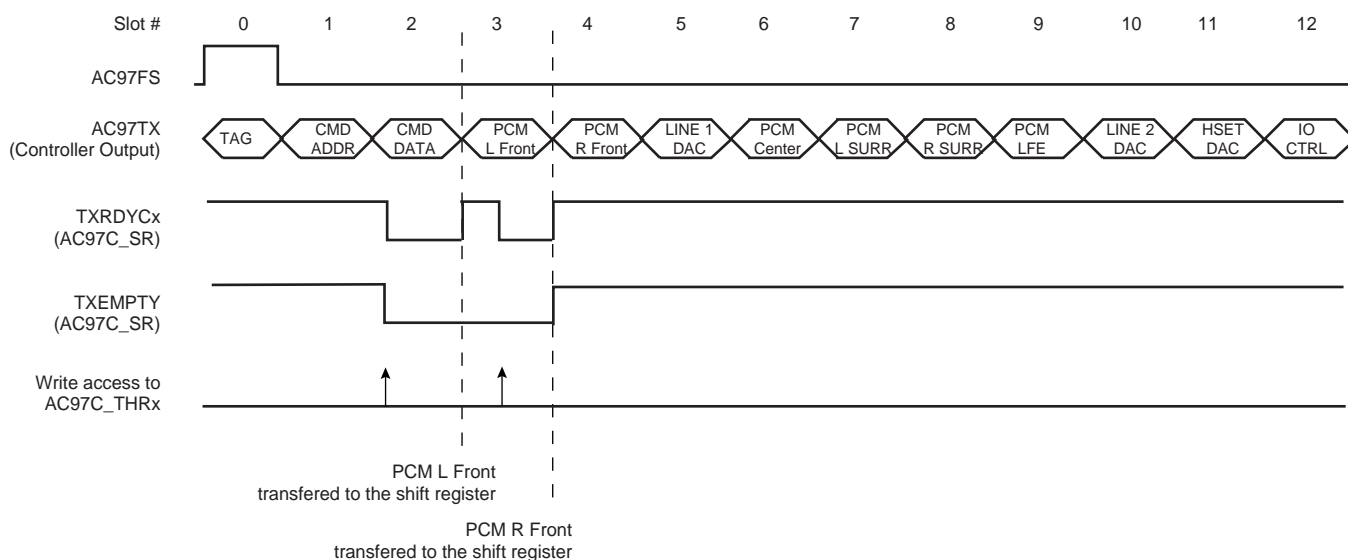 Slot # 0 1 2 3 4 5 6 7 8 9 10 11 12
AC97FS
AC97TX
(Controller Output)
TAG
CMD
ADDR
CMD
DATA
PCM
L Front
PCM
R Front
LINE 1
DAC
PCM
Center
PCM
L SURR
PCM
R SURR
PCM
LFE
LINE 2
DAC
HSET
DAC
IO
CTRL
TXRDYCx
(AC97C_SR)
TXEMPTY
(AC97C_SR)
Write access to
AC97C_THRx
PCM L Front
transfered to the shift register
PCM R Front
transfered to the shift register